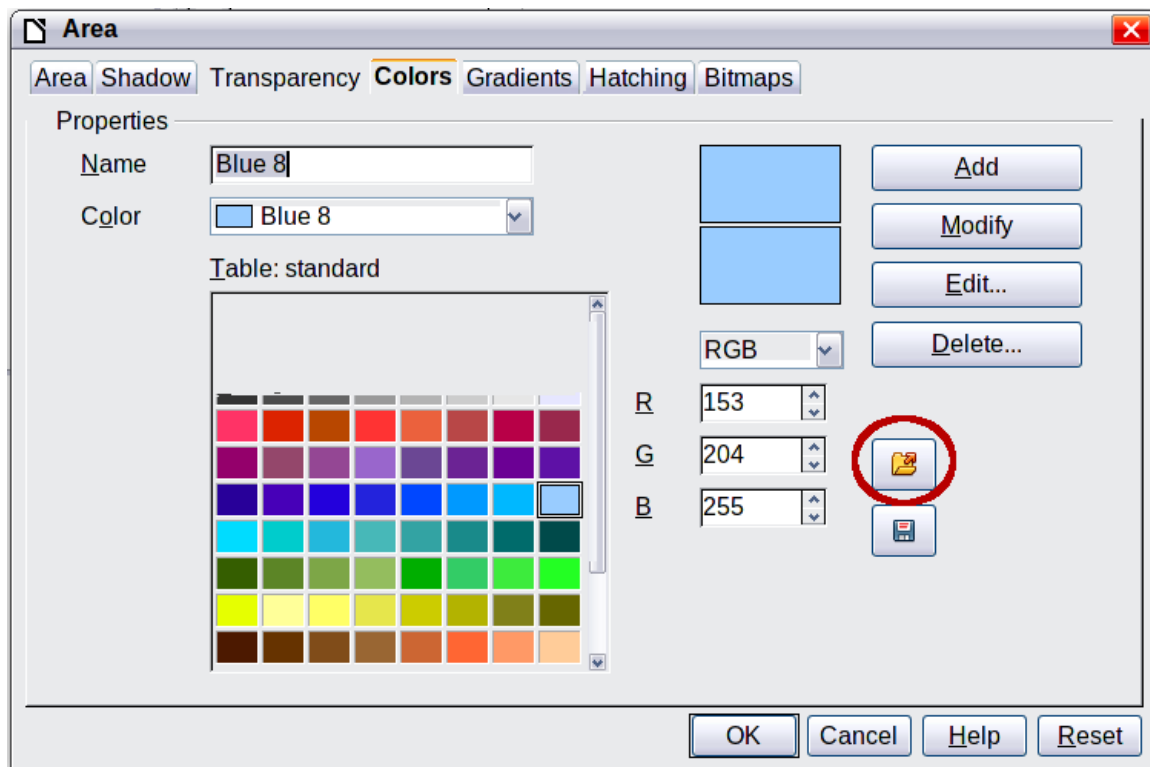 Area
Area Shadow Transparency Colors Gradients Hatching Bitmaps
Properties
Name Blue 8 Add
Color Blue 8 Modify
Table: standard Edit...
RGB Delete...
R 153
G 204
B 255
OK Cancel Help Reset